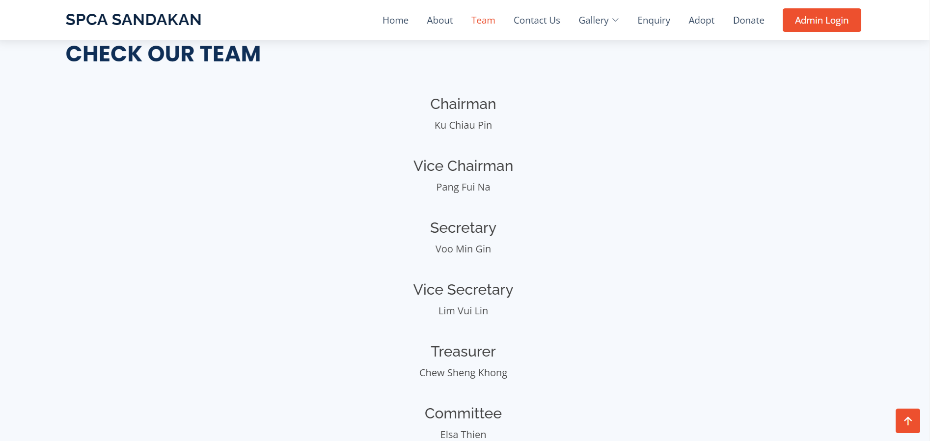 SPCA SANDAKAN
Home About Team Contact Us Gallery Enquiry Adopt Donate Admin Login
CHECK OUR TEAM
Chairman
Ku Chiau Pin
Vice Chairman
Pang Fui Na
Secretary
Voo Min Gin
Vice Secretary
Lim Vui Lin
Treasurer
Chew Sheng Khong
Committee
Elsa Thien